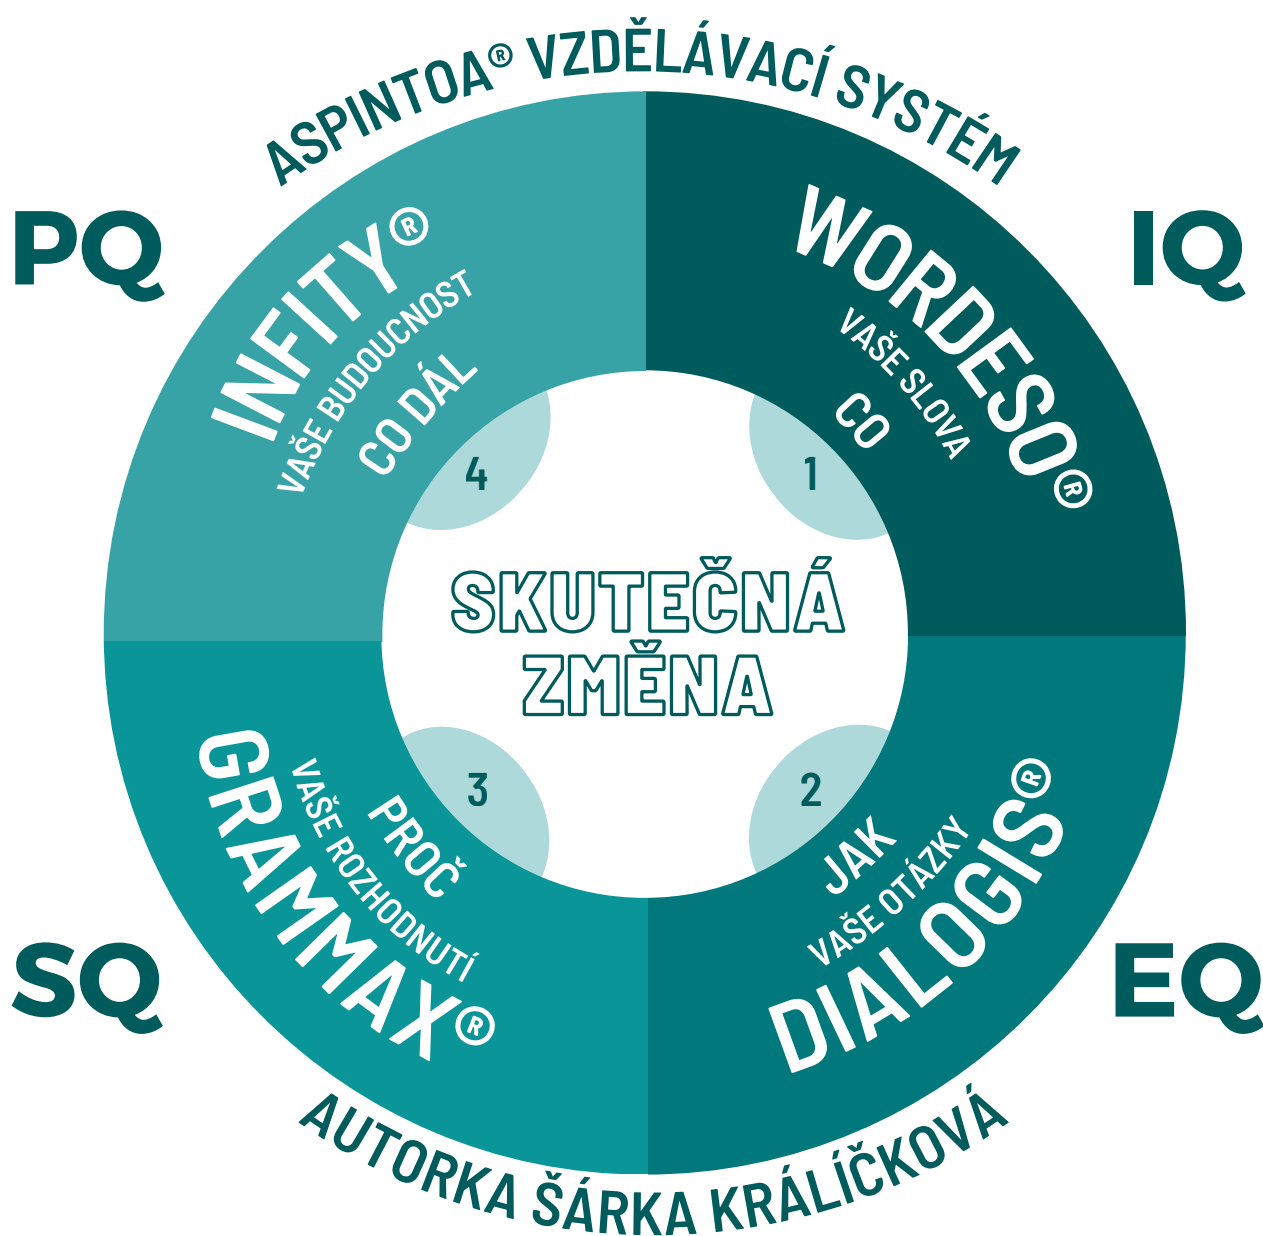 ASPINTOA® VZDĚLÁVACÍ SYSTÉM
PQ
IQ
INFITY®
VAŠE BUDOUCNOST
CO DÁL
4
WORDESO®
VAŠE SLOVA
CO
1
SKUTEČNÁ
ZMĚNA
3
PROČ
VAŠE ROZHODNUTÍ
GRAMMAX®
2
JAK
VAŠE OTÁZKY
DIALOGIS®
SQ
EQ
AUTORKA ŠÁRKA KRÁLÍČKOVÁ